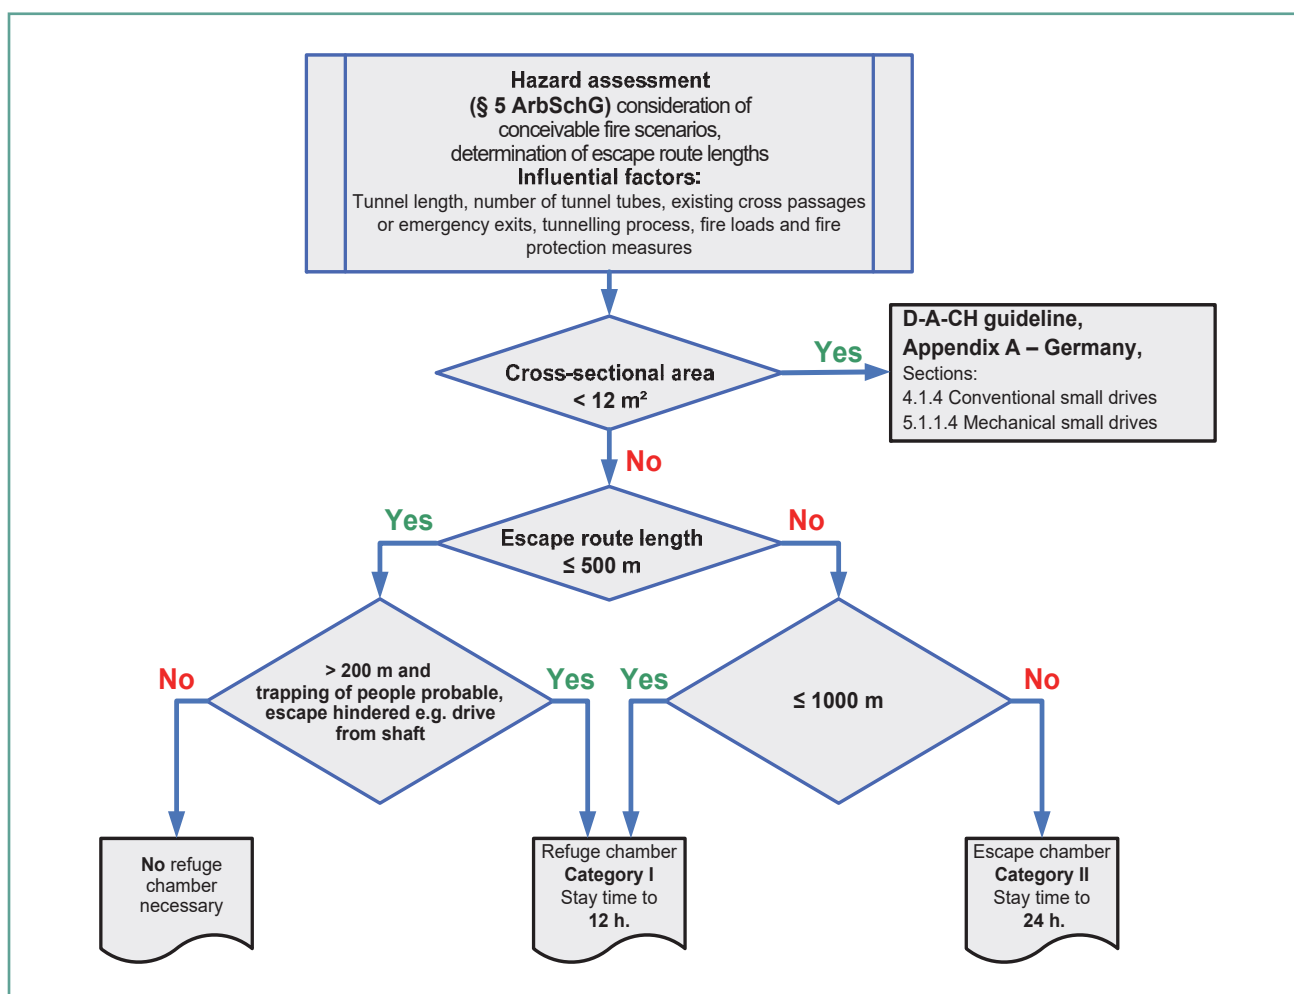 Hazard assessment
(§ 5 ArbSchG) consideration of
conceivable fire scenarios,
determination of escape route lengths
Influential factors:
Tunnel length, number of tunnel tubes, existing cross passages
or emergency exits, tunnelling process, fire loads and fire
protection measures
Cross-sectional area
< 12 m²
Yes
D-A-CH guideline,
Appendix A – Germany,
Sections:
4.1.4 Conventional small drives
5.1.1.4 Mechanical small drives
No
Escape route length
≤ 500 m
Yes
No
> 200 m and
trapping of people probable,
escape hindered e.g. drive
from shaft
No
Yes
≤ 1000 m
Yes
No
No refuge
chamber
necessary
Refuge chamber
Category I
Stay time to
12 h.
Escape chamber
Category II
Stay time to
24 h.